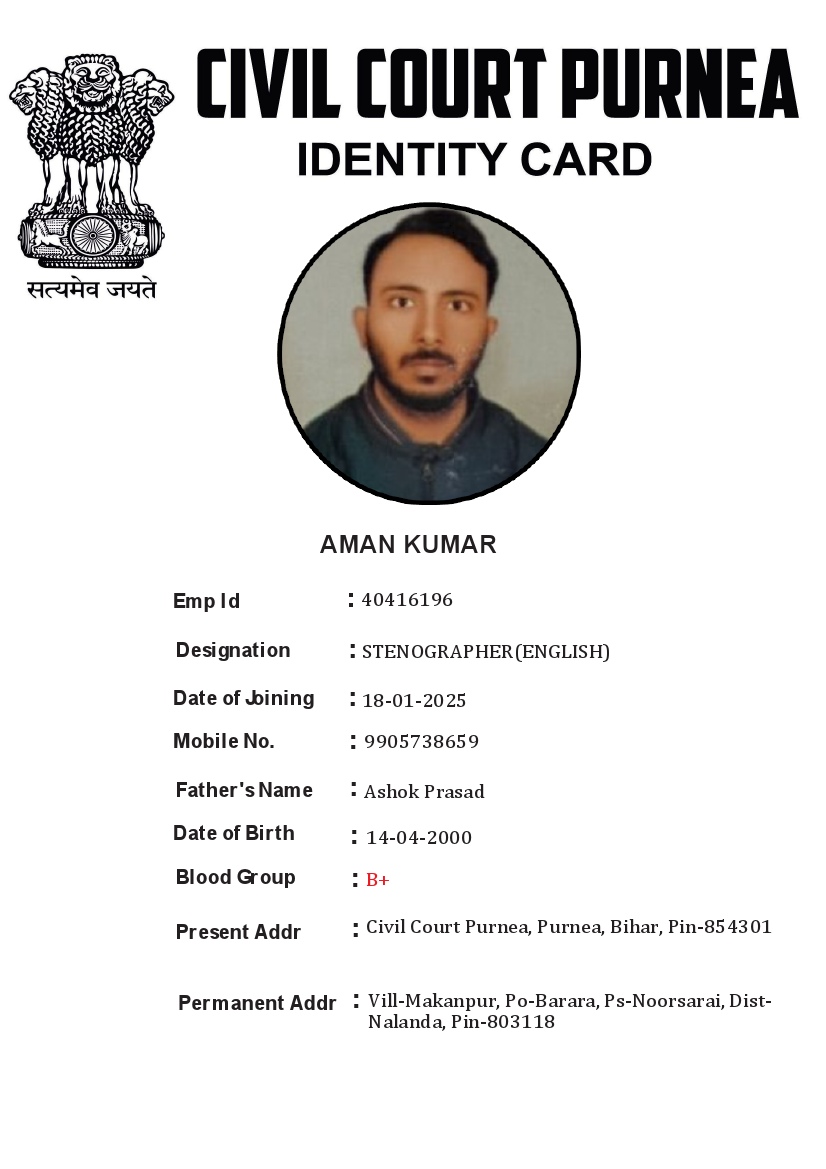 CIVIL COURT PURNEA
IDENTITY CARD
सत्यमेव जयते
AMAN KUMAR
Emp Id : 40416196
Designation : STENOGRAPHER(ENGLISH)
Date of Joining : 18-01-2025
Mobile No. : 9905738659
Father's Name : Ashok Prasad
Date of Birth : 14-04-2000
Blood Group : B+
Present Addr : Civil Court Purnea, Purnea, Bihar, Pin-854301
Permanent Addr : Vill-Makanpur, Po-Barara, Ps-Noorsarai, Dist-
Nalanda, Pin-803118